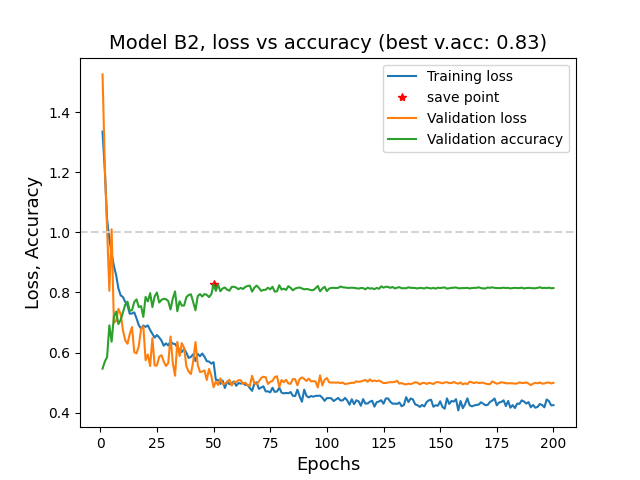 Model B2, loss vs accuracy (best v.acc: 0.83)
Training loss
save point
Validation loss
Validation accuracy
Loss, Accuracy
1.4
1.2
1.0
0.8
0.6
0.4
0 25 50 75 100 125 150 175 200
Epochs